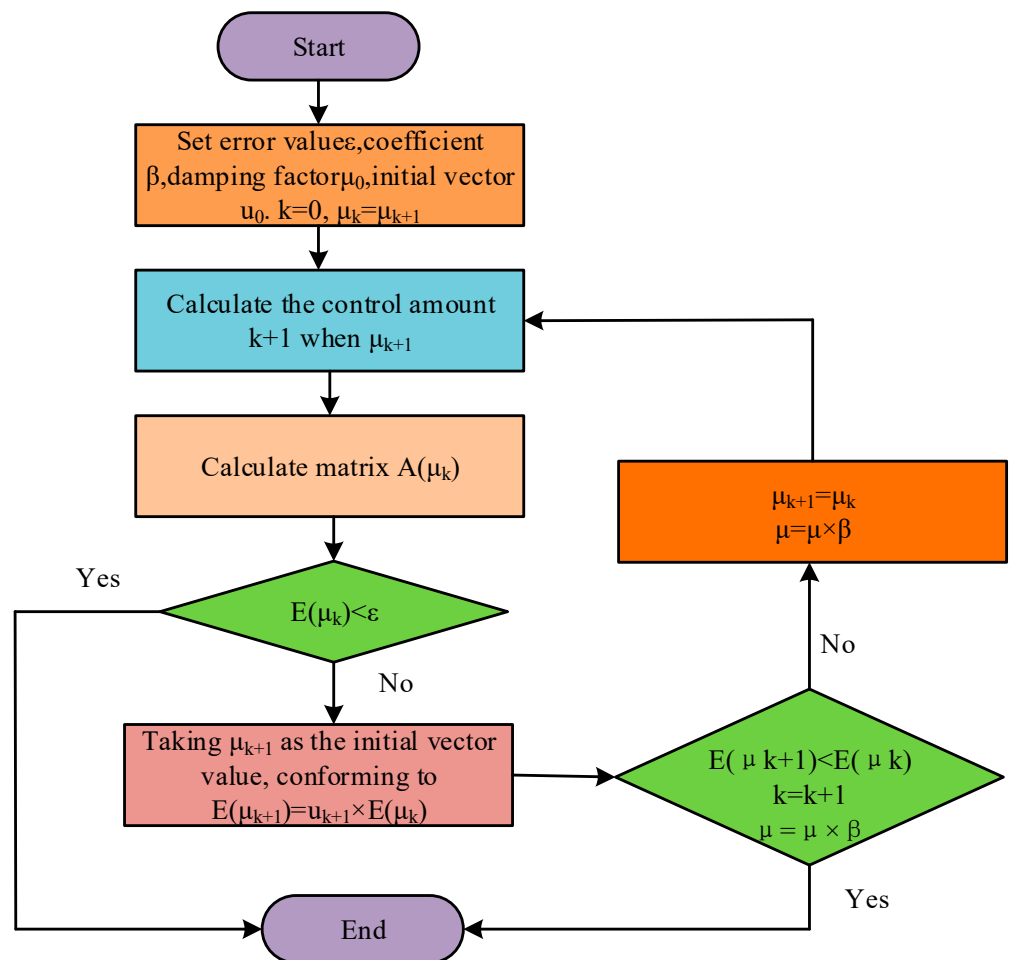 Start
Set error valueε,coefficient
β,damping factorμ₀,initial vector
u₀. k=0, μₖ=μₖ₊₁
Calculate the control amount
k+1 when μₖ₊₁
Calculate matrix A(μₖ)
μₖ₊₁=μₖ
μ=μ×β
Yes
E(μₖ)<ε
No
No
Taking μₖ₊₁ as the initial vector
value, conforming to
E(μₖ₊₁)=uₖ₊₁×E(μₖ)
E( μ k+1)<E( μ k)
k=k+1
μ = μ × β
Yes
End